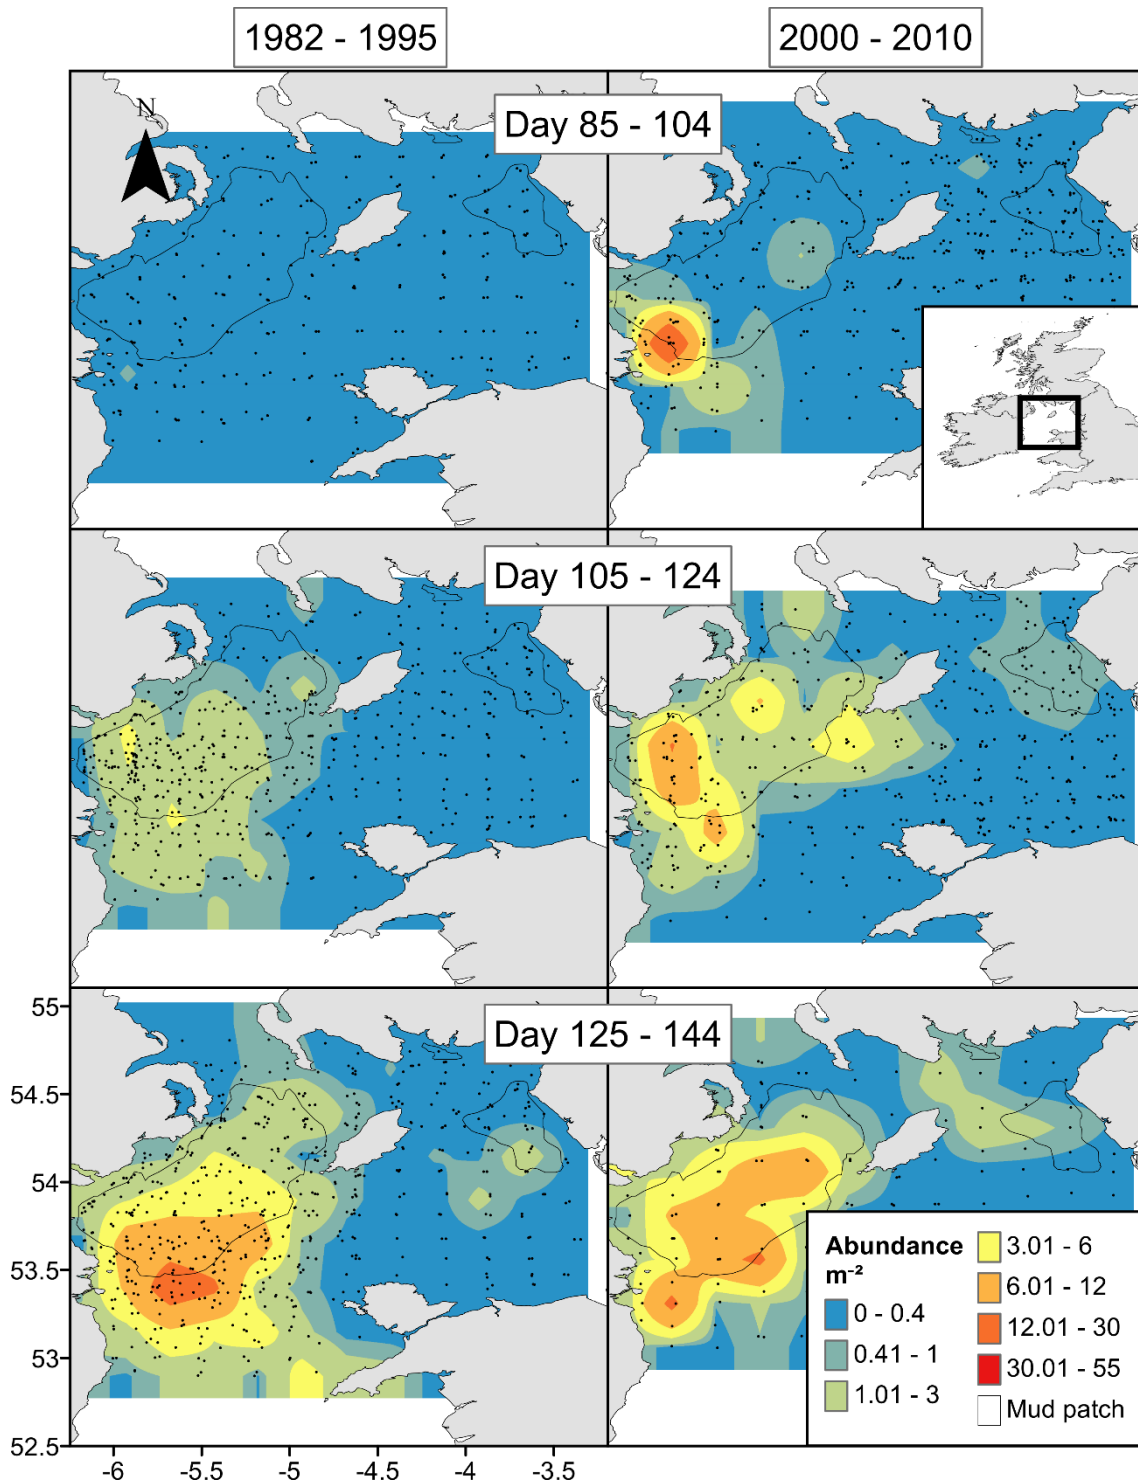 1982 - 1995
2000 - 2010
N
Day 85 - 104
Day 105 - 124
Day 125 - 144
55
54.5
54
53.5
53
52.5
-6
-5.5
-5
-4.5
-4
-3.5
Abundance
m⁻²
0 - 0.4
0.41 - 1
1.01 - 3
3.01 - 6
6.01 - 12
12.01 - 30
30.01 - 55
Mud patch